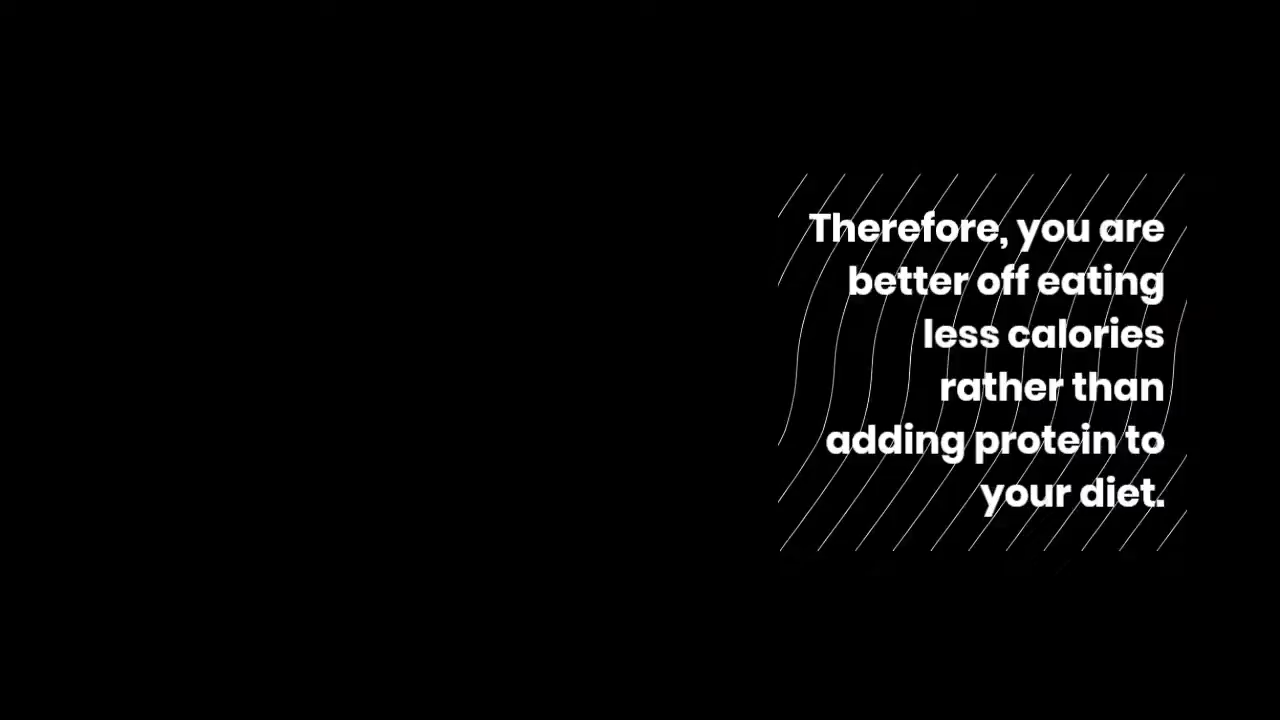 Therefore, you are
better off eating
less calories
rather than
adding protein to
your diet.